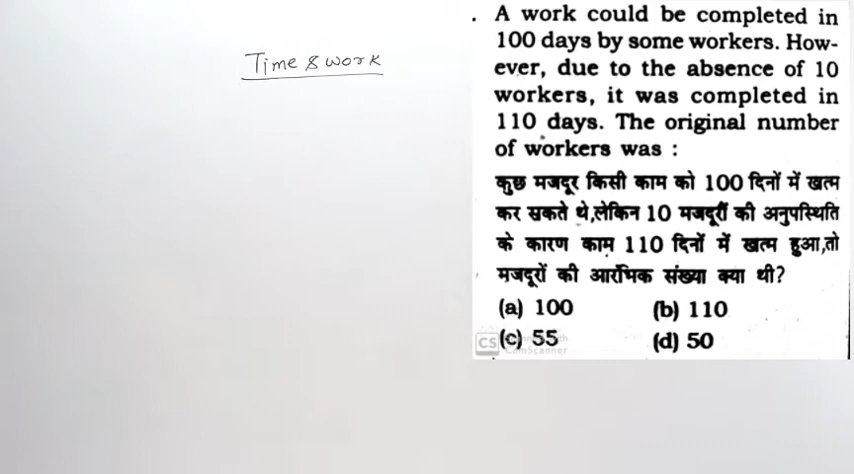 Time & work
. A work could be completed in
100 days by some workers. How-
ever, due to the absence of 10
workers, it was completed in
110 days. The original number
of workers was :
कुछ मजदूर किसी काम को 100 दिनों में खत्म
कर सकते थे,लेकिन 10 मजदूरों की अनुपस्थिति
के कारण काम 110 दिनों में खत्म हुआ,तो
मजदूरों की आरंभिक संख्या क्या थी?
(a) 100 (b) 110
(c) 55 (d) 50
CS
CamScanner